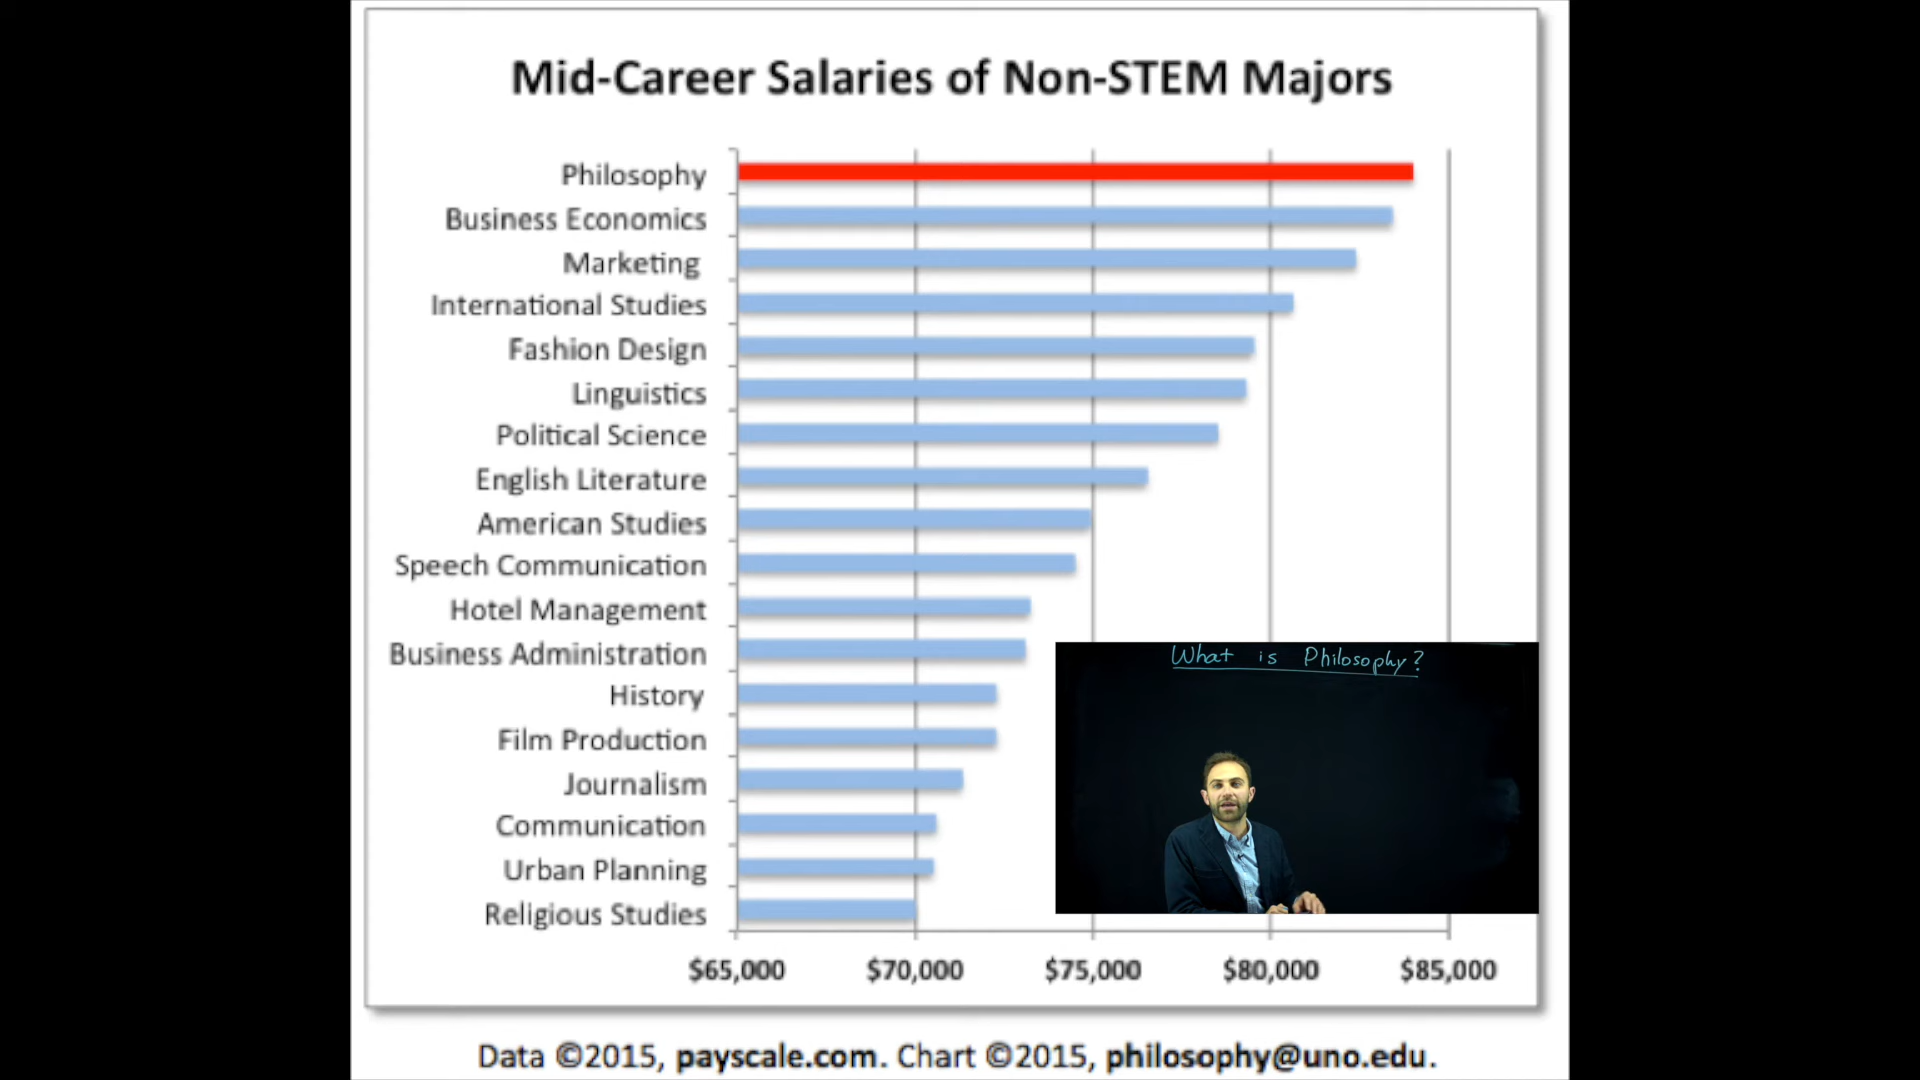 Mid-Career Salaries of Non-STEM Majors
Philosophy
Business Economics
Marketing
International Studies
Fashion Design
Linguistics
Political Science
English Literature
American Studies
Speech Communication
Hotel Management
Business Administration
History
Film Production
Journalism
Communication
Urban Planning
Religious Studies
$65,000 $70,000 $75,000 $80,000 $85,000
What is Philosophy?
Data ©2015, payscale.com. Chart ©2015, philosophy@uno.edu.